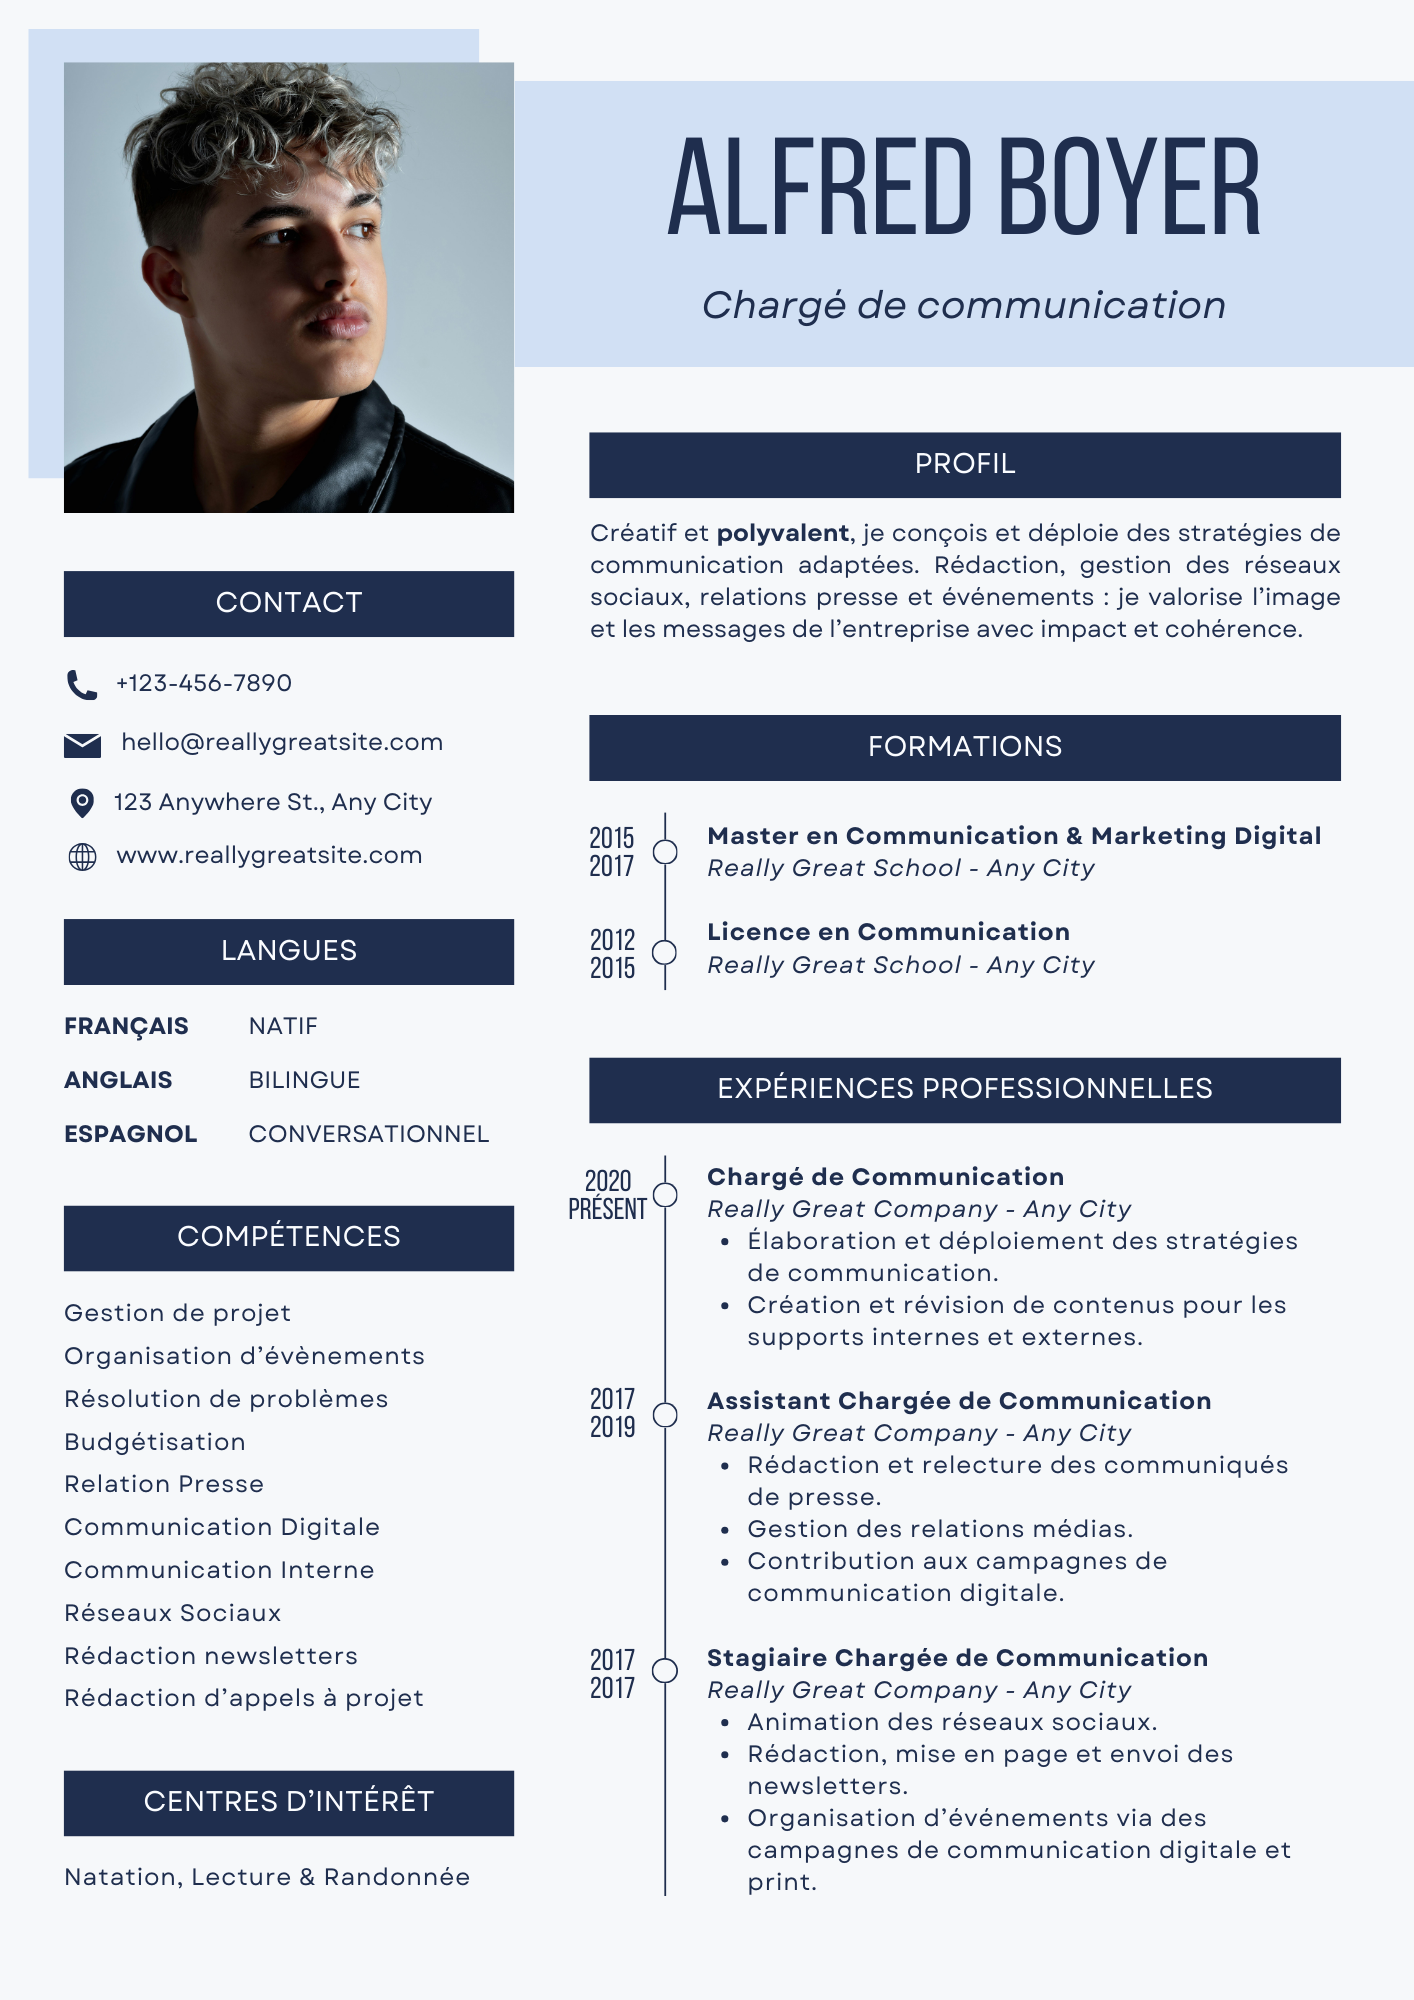 ALFRED BOYER
Chargé de communication
CONTACT
+123-456-7890
hello@reallygreatsite.com
123 Anywhere St., Any City
www.reallygreatsite.com
LANGUES
FRANÇAIS NATIF
ANGLAIS BILINGUE
ESPAGNOL CONVERSATIONNEL
COMPÉTENCES
Gestion de projet
Organisation d’évènements
Résolution de problèmes
Budgétisation
Relation Presse
Communication Digitale
Communication Interne
Réseaux Sociaux
Rédaction newsletters
Rédaction d’appels à projet
CENTRES D’INTÉRÊT
Natation, Lecture & Randonnée
PROFIL
Créatif et polyvalent, je conçois et déploie des stratégies de
communication adaptées. Rédaction, gestion des réseaux
sociaux, relations presse et événements : je valorise l’image
et les messages de l’entreprise avec impact et cohérence.
FORMATIONS
2015
2017
Master en Communication & Marketing Digital
Really Great School - Any City
2012
2015
Licence en Communication
Really Great School - Any City
EXPÉRIENCES PROFESSIONNELLES
2020
PRÉSENT
Chargé de Communication
Really Great Company - Any City
• Élaboration et déploiement des stratégies
de communication.
• Création et révision de contenus pour les
supports internes et externes.
2017
2019
Assistant Chargée de Communication
Really Great Company - Any City
• Rédaction et relecture des communiqués
de presse.
• Gestion des relations médias.
• Contribution aux campagnes de
communication digitale.
2017
2017
Stagiaire Chargée de Communication
Really Great Company - Any City
• Animation des réseaux sociaux.
• Rédaction, mise en page et envoi des
newsletters.
• Organisation d’événements via des
campagnes de communication digitale et
print.